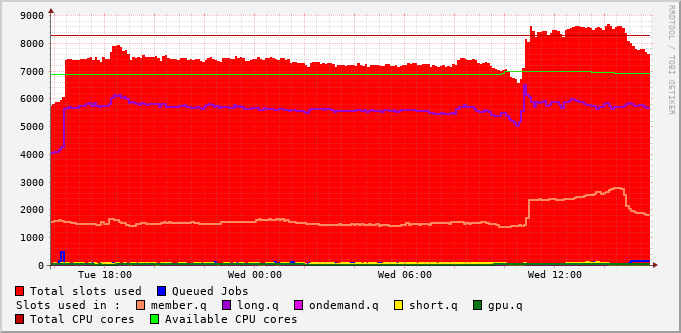 9000
8000
7000
6000
5000
4000
3000
2000
1000
0
Tue 18:00 Wed 00:00 Wed 06:00 Wed 12:00
RRDTOOL / TOBI OETIKER
Total slots used Queued Jobs
Slots used in : member.q long.q ondemand.q short.q gpu.q
Total CPU cores Available CPU cores